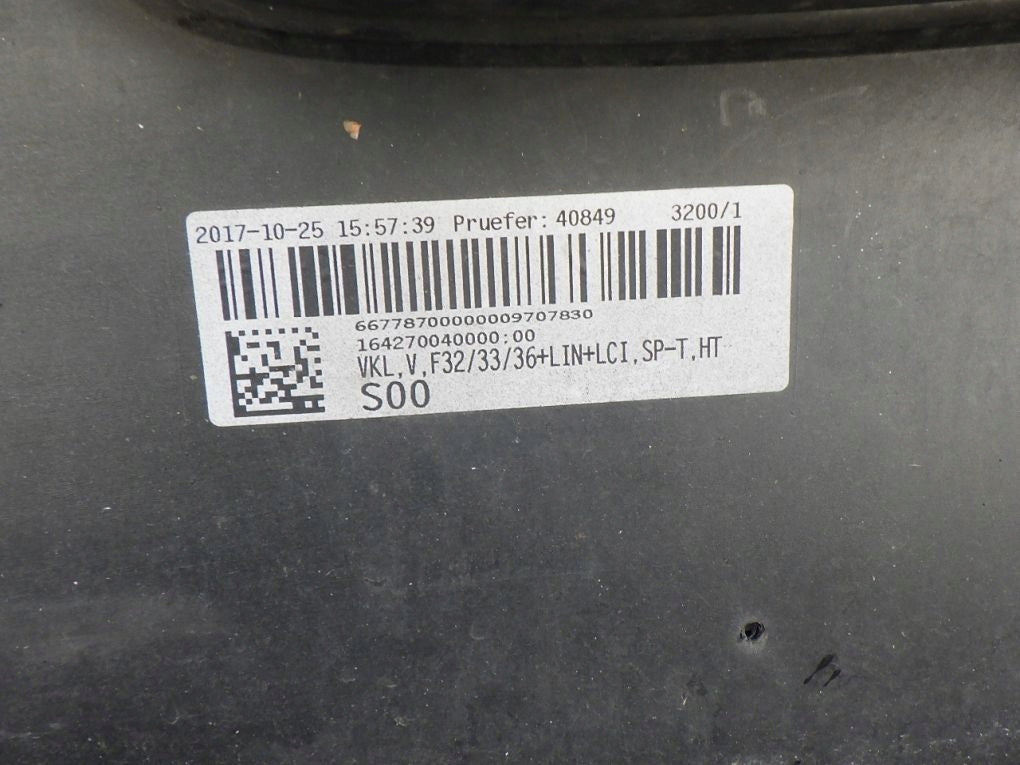 2017-10-25 15:57:39 Pruefer: 40849 3200/1
66778700000009707830
164270040000:00
VKL,V,F32/33/36+LIN+LCI,SP-T,HT
S00